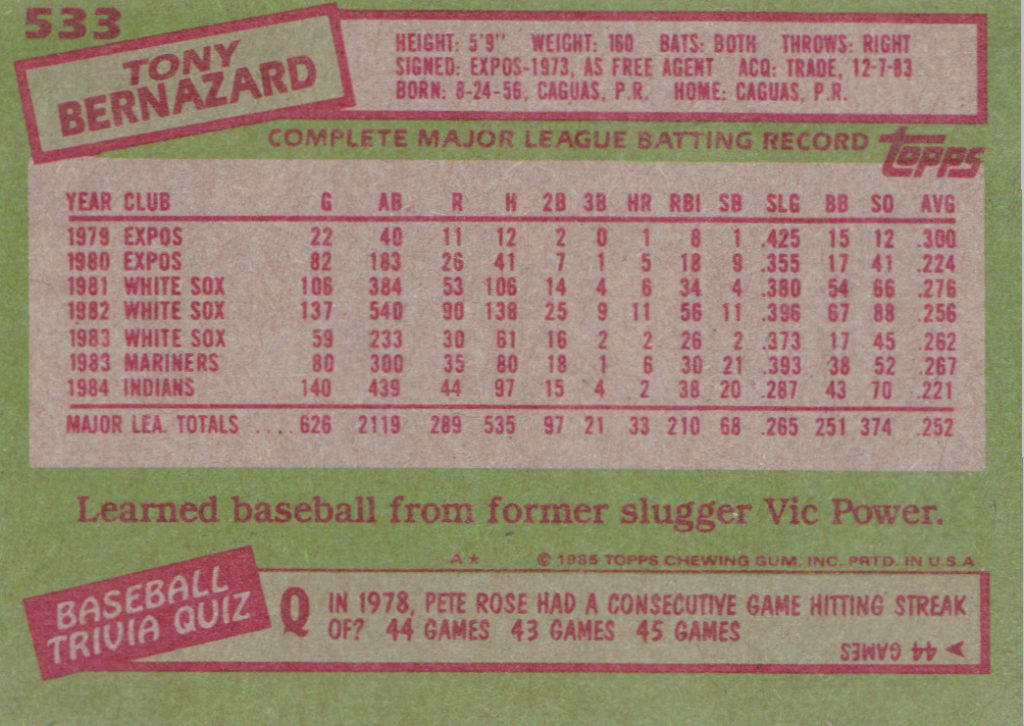 533
TONY
BERNAZARD
HEIGHT: 5'9" WEIGHT: 160 BATS: BOTH THROWS: RIGHT
SIGNED: EXPOS-1973, AS FREE AGENT ACQ: TRADE, 12-7-83
BORN: 8-24-56, CAGUAS, P.R. HOME: CAGUAS, P.R.
COMPLETE MAJOR LEAGUE BATTING RECORD topps
YEAR CLUB G AB R H 2B 3B HR RBI SB SLG BB SO AVG
1979 EXPOS 22 40 11 12 2 0 1 8 1 .425 15 12 .300
1980 EXPOS 82 183 26 41 7 1 5 18 9 .355 17 41 .224
1981 WHITE SOX 106 384 53 106 14 4 6 34 4 .380 54 66 .276
1982 WHITE SOX 137 540 90 138 25 9 11 56 11 .396 67 88 .256
1983 WHITE SOX 59 233 30 61 16 2 2 26 2 .373 17 45 .262
1983 MARINERS 80 300 35 80 18 1 6 30 21 .393 38 52 .267
1984 INDIANS 140 439 44 97 15 4 2 38 20 .287 43 70 .221
MAJOR LEA. TOTALS .... 626 2119 289 535 97 21 33 210 68 .265 251 374 .252
Learned baseball from former slugger Vic Power.
A* © 1985 TOPPS CHEWING GUM, INC. PRTD. IN U.S.A
BASEBALL
TRIVIA QUIZ
Q IN 1978, PETE ROSE HAD A CONSECUTIVE GAME HITTING STREAK
OF? 44 GAMES 43 GAMES 45 GAMES
44 GAMES